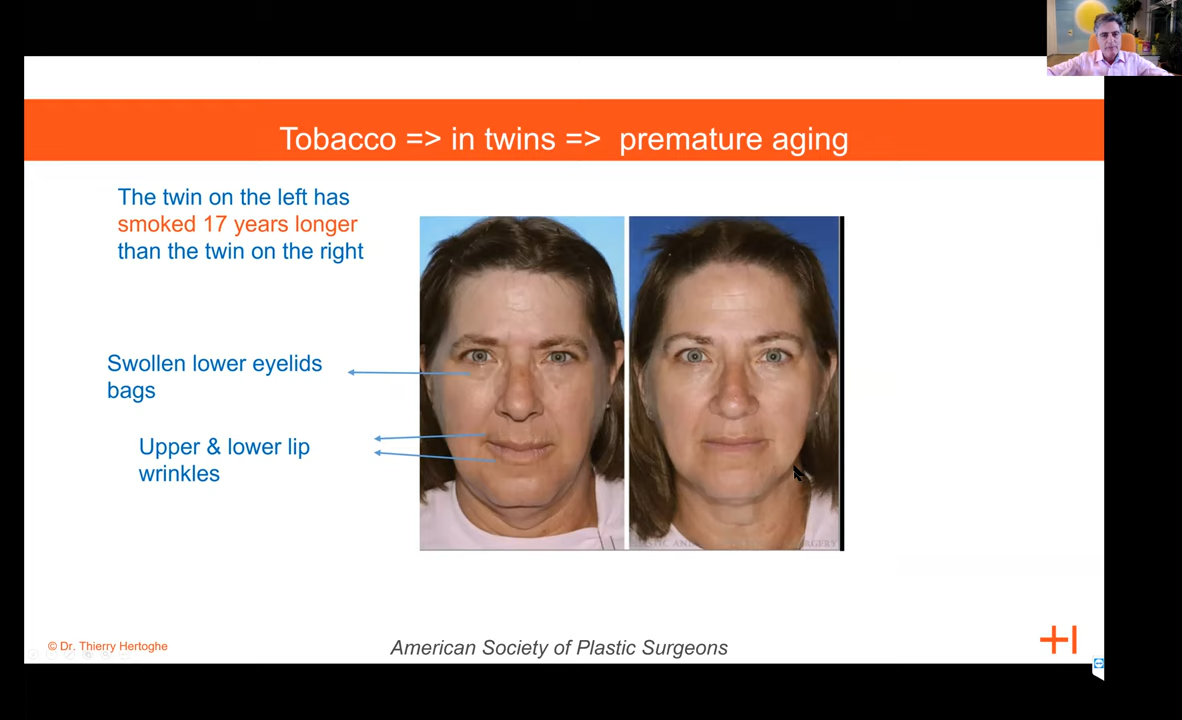 Tobacco => in twins => premature aging
The twin on the left has
smoked 17 years longer
than the twin on the right
Swollen lower eyelids
bags
Upper & lower lip
wrinkles
© Dr. Thierry Hertoghe
American Society of Plastic Surgeons